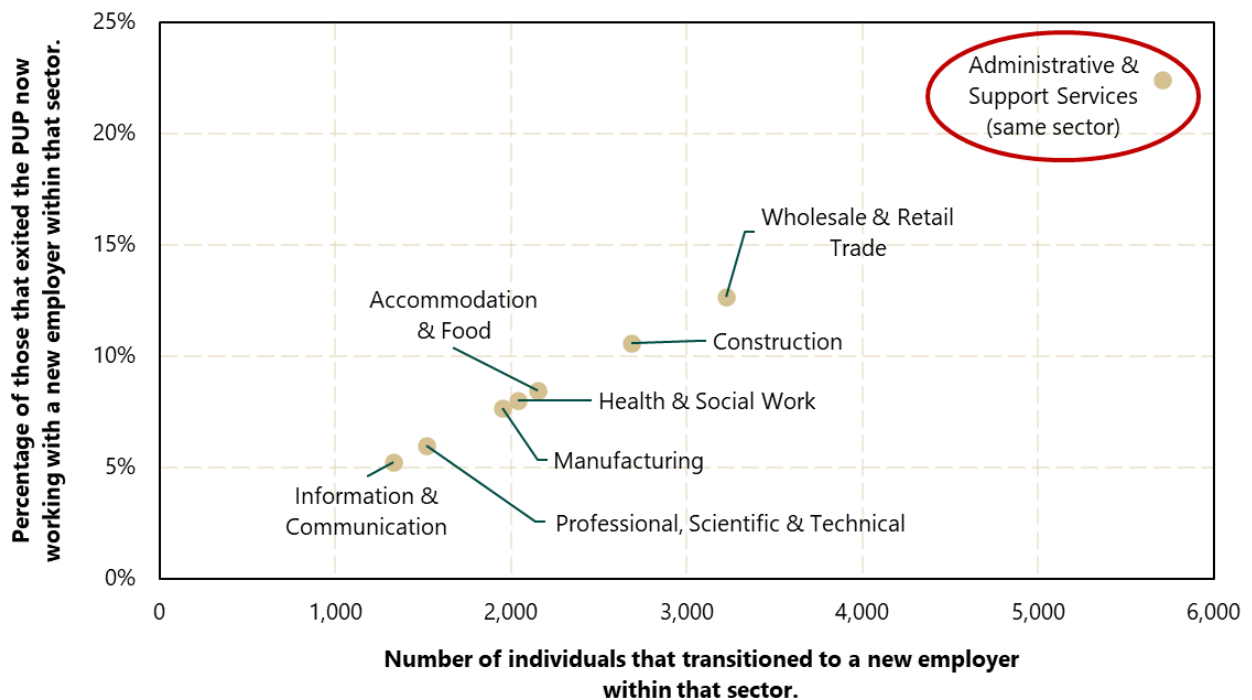 Percentage of those that exited the PUP now
working with a new employer within that sector.
25%
20%
15%
10%
5%
0%
Administrative &
Support Services
(same sector)
Wholesale & Retail
Trade
Accommodation
& Food
Construction
Health & Social Work
Manufacturing
Information &
Communication
Professional, Scientific & Technical
0
1,000
2,000
3,000
4,000
5,000
6,000
Number of individuals that transitioned to a new employer
within that sector.